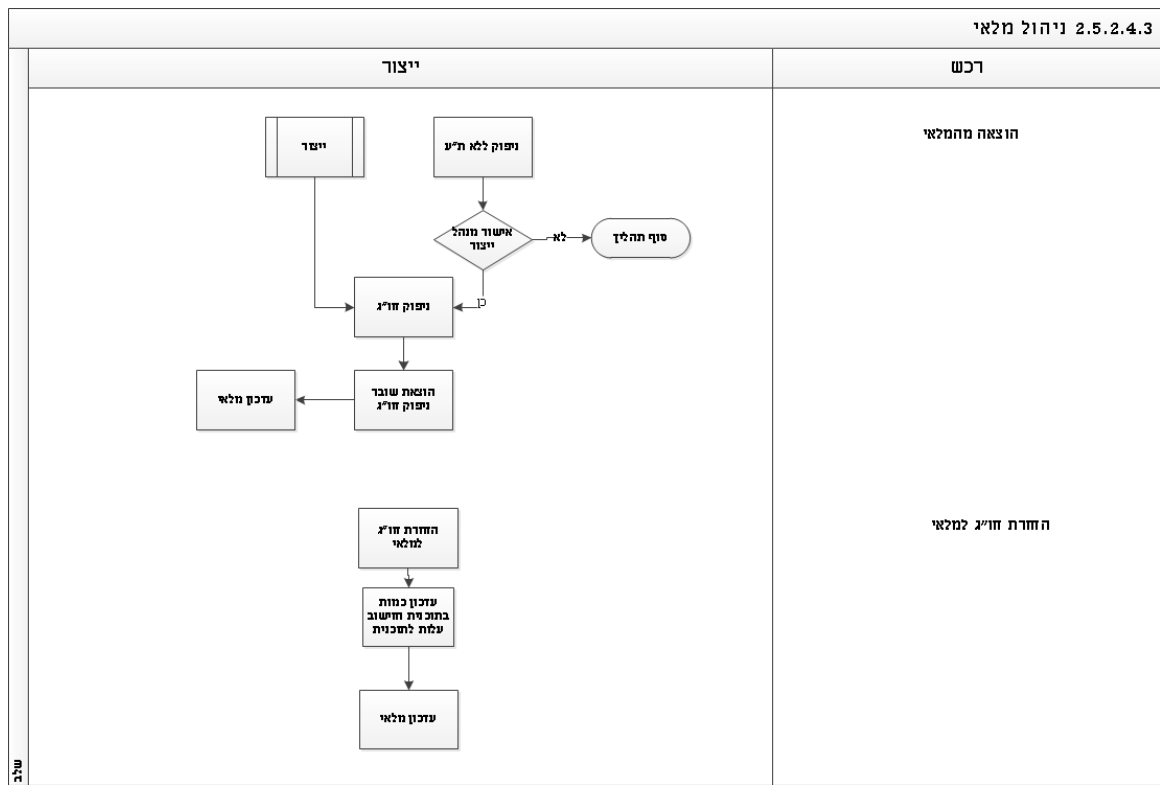 2.5.2.4.3 ניהול מלאי
רכש
ייצור
הוצאה מהמלאי
ניפוק ללא ת"ע
ייצור
אישור מנהל
ייצור
לא
סוף תהליך
כן
ניפוק חו"ג
הוצאת שובר
ניפוק חו"ג
עדכון מלאי
החזרת חו"ג למלאי
החזרת חו"ג
למלאי
עדכון כמות
בתוכנית וחישוב
עלות לתוכנית
עדכון מלאי
שלב